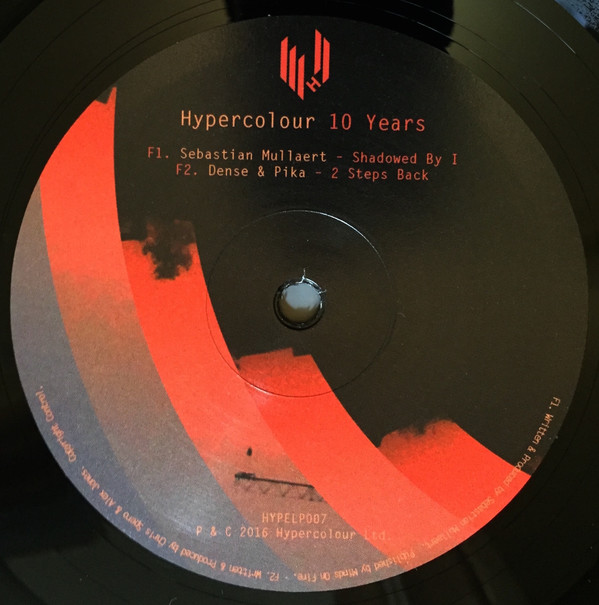 H
Hypercolour 10 Years
F1. Sebastian Mullaert - Shadowed By I
F2. Dense & Pika - 2 Steps Back
HYPELP007
P & C 2016 Hypercolour Ltd.
F1. Written & Produced by Sebastian Mullaert. Published by Minds On Fire. - F2. Written & Produced by Chris Spero & Alex Jones. Copyright Control.